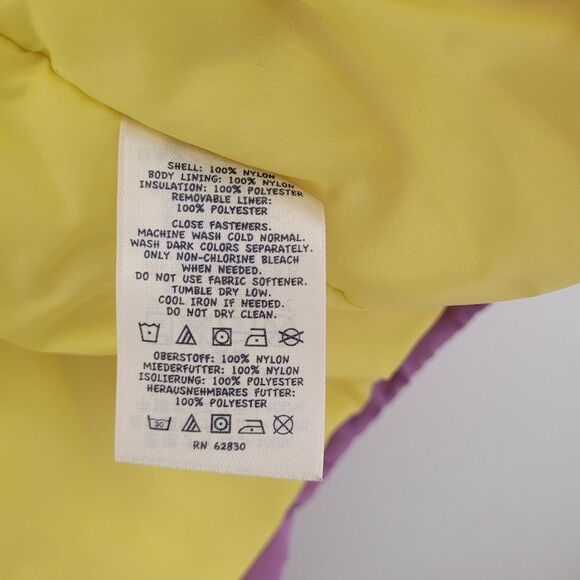 SHELL: 100% NYLON
BODY LINING: 100% NYLON
INSULATION: 100% POLYESTER
REMOVABLE LINER:
100% POLYESTER
CLOSE FASTENERS.
MACHINE WASH COLD NORMAL.
WASH DARK COLORS SEPARATELY.
ONLY NON-CHLORINE BLEACH
WHEN NEEDED.
DO NOT USE FABRIC SOFTENER.
TUMBLE DRY LOW.
COOL IRON IF NEEDED.
DO NOT DRY CLEAN.
OBERSTOFF: 100% NYLON
MIEDERFUTTER: 100% NYLON
ISOLIERUNG: 100% POLYESTER
HERAUSNEHMBARES FUTTER:
100% POLYESTER
30
RN 62830